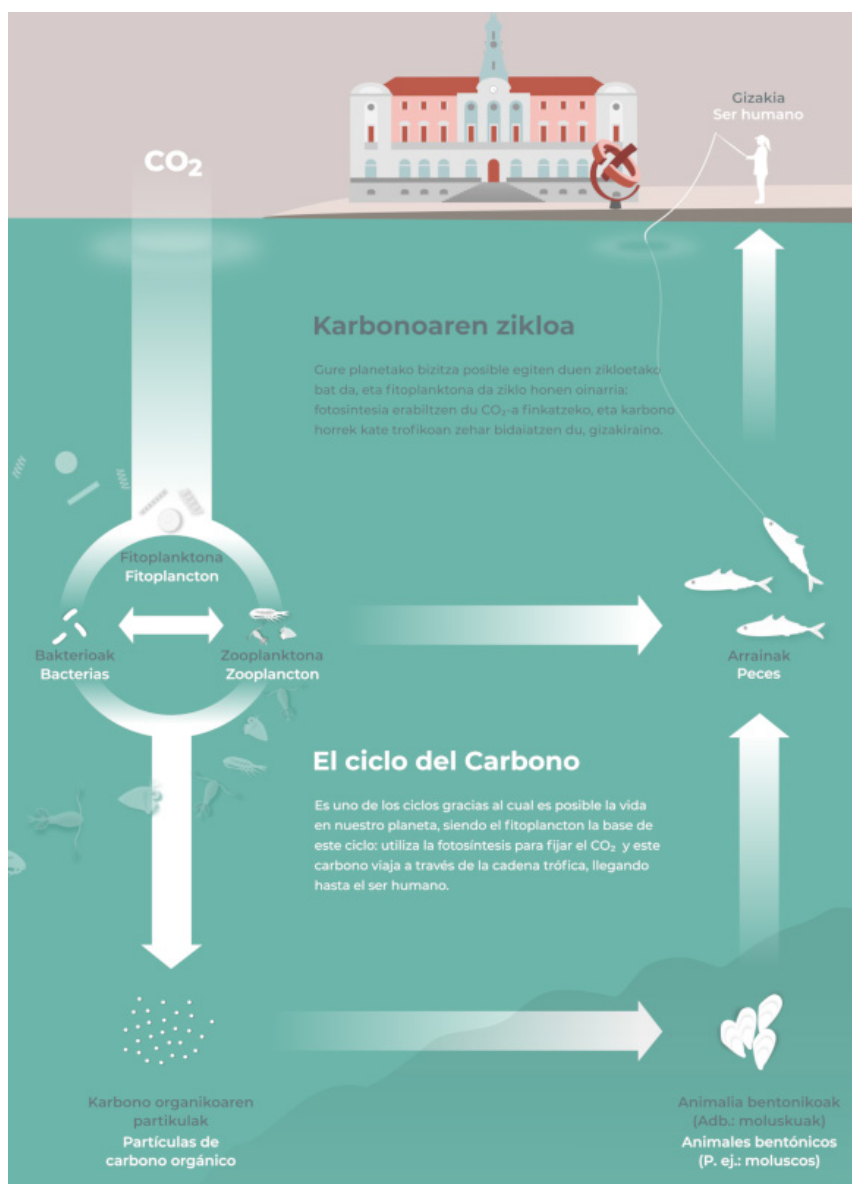 Gizakia
Ser humano
CO₂
Karbonoaren zikloa
Gure planetako bizitza posible egiten duen zikloetako
bat da, eta fitoplanktona da ziklo honen oinarria:
fotosintesia erabiltzen du CO₂-a finkatzeko, eta karbono
horrek kate trofikoan zehar bidaiatzen du, gizakiraino.
Fitoplanktona
Fitoplancton
Bakterioak
Bacterias
Zooplanktona
Zooplancton
Arrainak
Peces
El ciclo del Carbono
Es uno de los ciclos gracias al cual es posible la vida
en nuestro planeta, siendo el fitoplancton la base de
este ciclo: utiliza la fotosíntesis para fijar el CO₂ y este
carbono viaja a través de la cadena trófica, llegando
hasta el ser humano.
Karbono organikoaren
partikulak
Partículas de
carbono orgánico
Animalia bentonikoak
(Adb.: moluskuak)
Animales bentónicos
(P. ej.: moluscos)